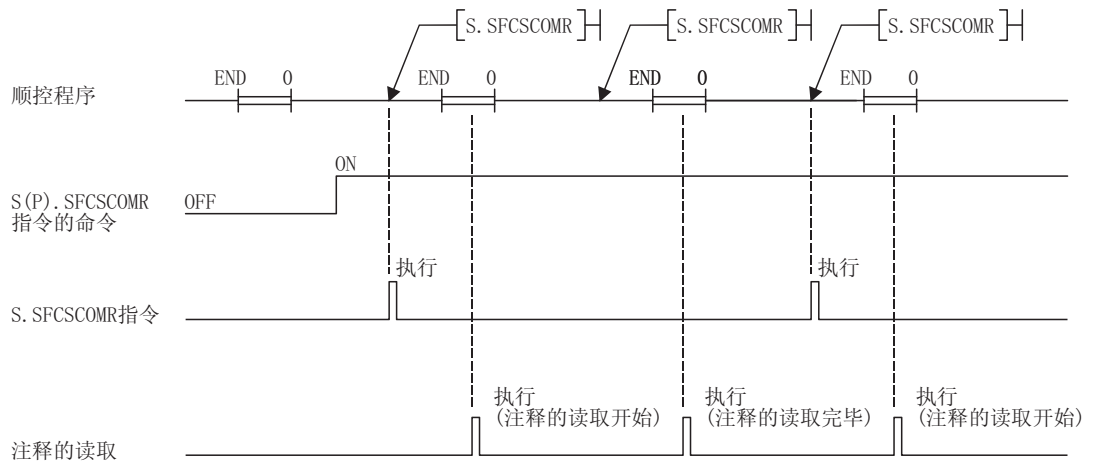 [S.SFCSCOMR] [S.SFCSCOMR] [S.SFCSCOMR]
END 0 END 0 END 0 END 0
顺控程序
ON
S(P).SFCSCOMR OFF
指令的命令
执行 执行
S.SFCSCOMR指令
执行 执行 执行
(注释的读取开始) (注释的读取完毕) (注释的读取开始)
注释的读取